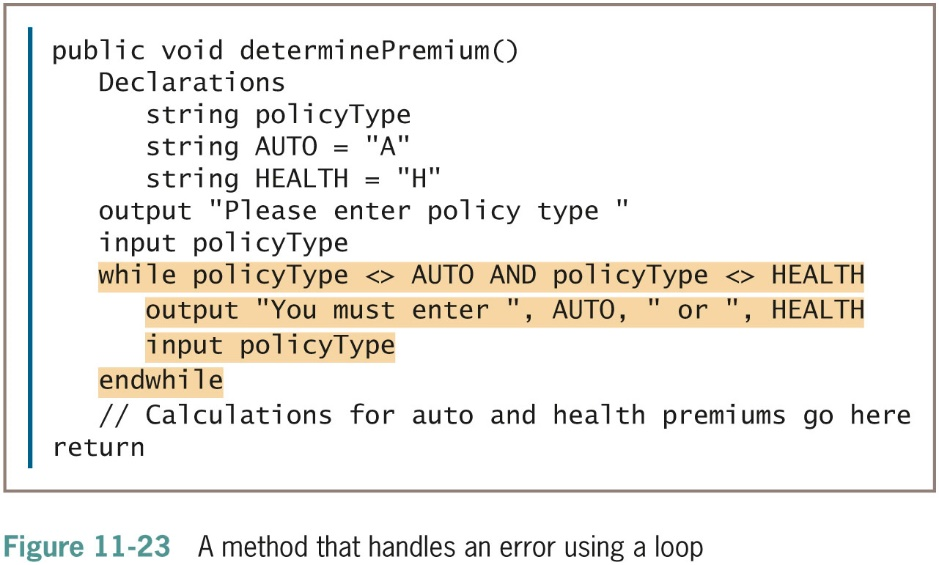 public void determinePremium()
Declarations
string policyType
string AUTO = "A"
string HEALTH = "H"
output "Please enter policy type "
input policyType
while policyType <> AUTO AND policyType <> HEALTH
output "You must enter ", AUTO, " or ", HEALTH
input policyType
endwhile
// Calculations for auto and health premiums go here
return
Figure 11-23 A method that handles an error using a loop